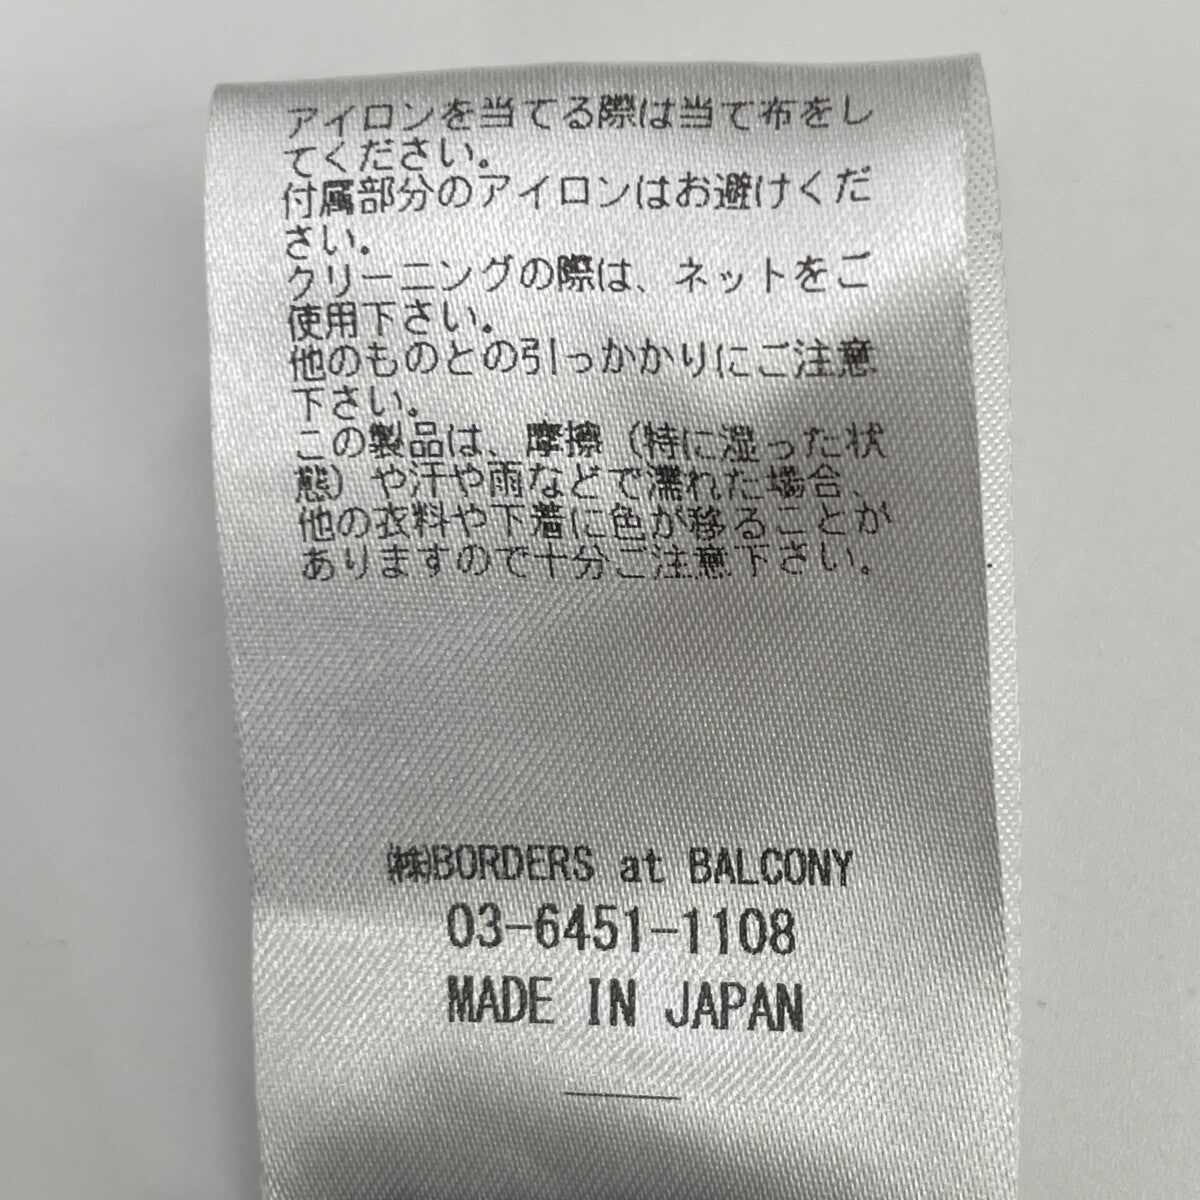 アイロンを当てる際は当て布をし
てください。
付属部分のアイロンはお避けくだ
さい。
クリーニングの際は、ネットをご
使用下さい。
他のものとの引っかかりにご注意
下さい。
この製品は、摩擦（特に湿った状
態）や汗や雨などで濡れた場合、
他の衣料や下着に色が移ることが
ありますので十分ご注意下さい。
㈱BORDERS at BALCONY
03-6451-1108
MADE IN JAPAN